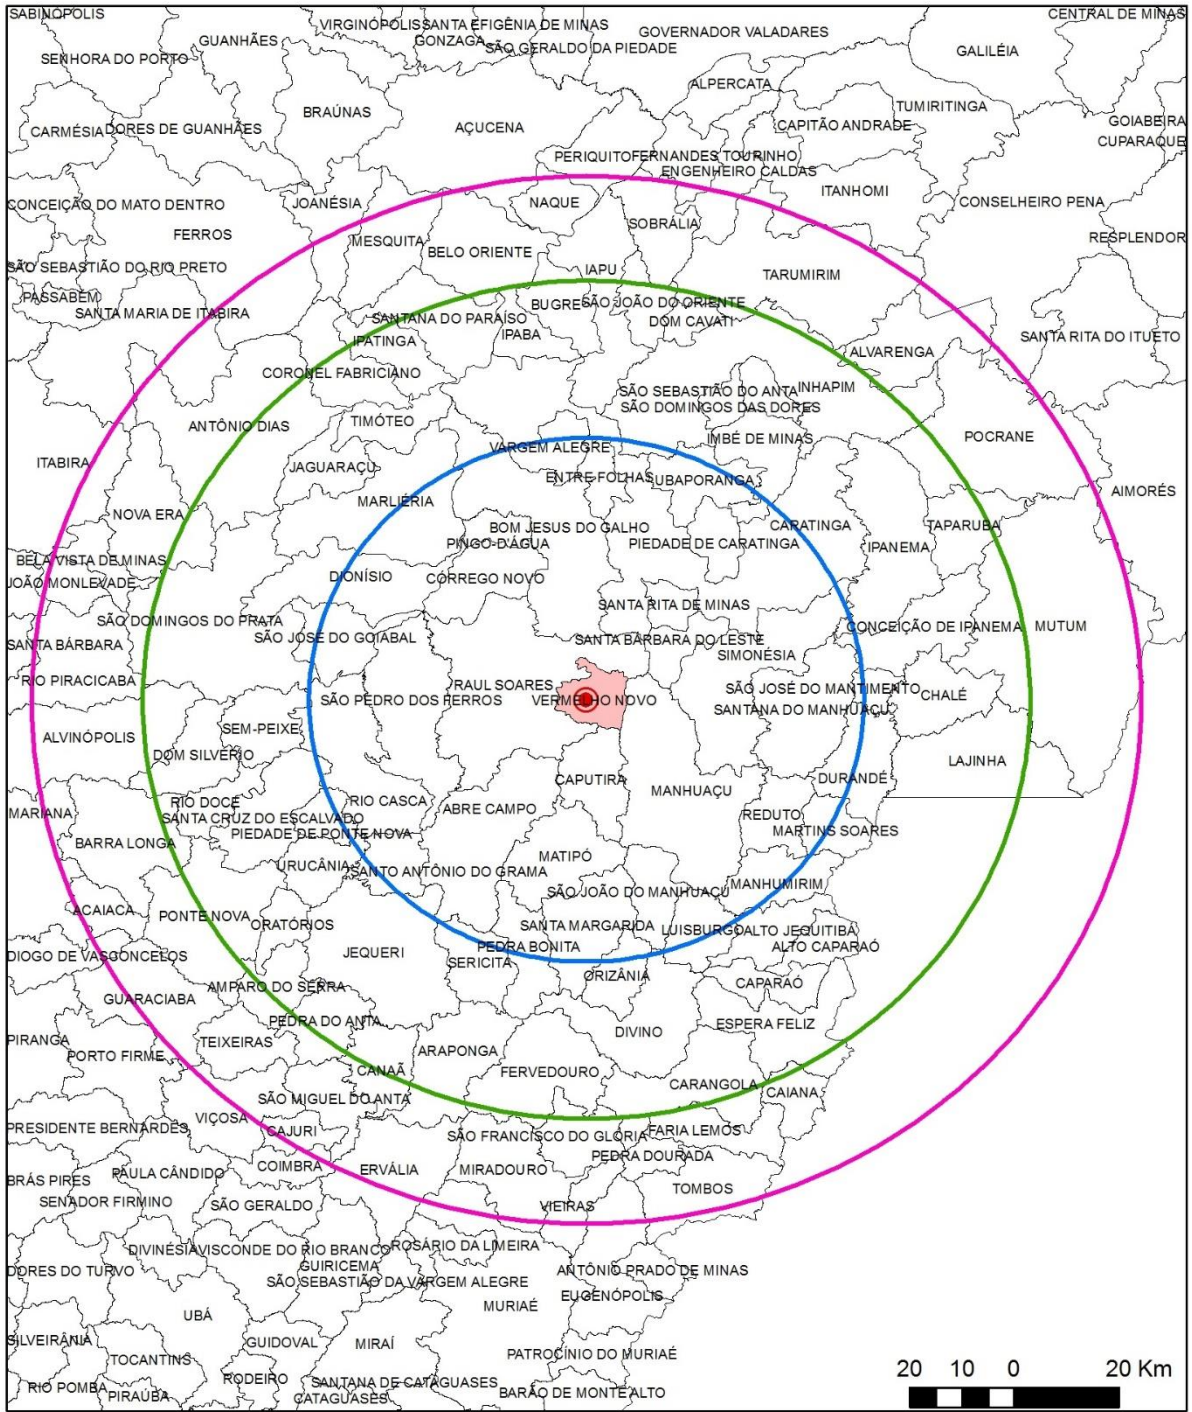 SABINÓPOLIS
VIRGINÓPOLIS
SANTA EFIGÊNIA DE MINAS
CENTRAL DE MINAS
GUANHÃES
GONZAGA
SÃO GERALDO DA PIEDADE
GOVERNADOR VALADARES
GALILÉIA
SENHORA DO PORTO
ALPERCATA
BRAÚNAS
TUMIRITINGA
GOIABEIRA
CARMÉSIA
DORES DE GUANHÃES
AÇUCENA
CAPITÃO ANDRADE
CUPARAQUE
PERIQUITO
FERNANDES TOURINHO
ENGENHEIRO CALDAS
ITANHOMI
CONCEIÇÃO DO MATO DENTRO
JOANÉSIA
NAQUE
CONSELHEIRO PENA
SOBRÁLIA
FERROS
MESQUITA
BELO ORIENTE
RESPLENDOR
SÃO SEBASTIÃO DO RIO PRETO
IAPU
TARUMIRIM
PASSABÉM
SANTA MARIA DE ITABIRA
BUGRE
SÃO JOÃO DO ORIENTE
SANTANA DO PARAÍSO
DOM CAVATI
IPATINGA
IPABA
SANTA RITA DO ITUETO
ALVARENGA
CORONEL FABRICIANO
SÃO SEBASTIÃO DO ANTA
INHAPIM
SÃO DOMINGOS DAS DORES
ANTÔNIO DIAS
TIMÓTEO
VARGEM ALEGRE
IMBÉ DE MINAS
POCRANE
ITABIRA
JAGUARAÇU
ENTRE-FOLHAS
UBAPORANGA
AIMORÉS
MARLIÉRIA
NOVA ERA
BOM JESUS DO GALHO
CARATINGA
TAPARUBA
PINGO-D'ÁGUA
PIEDADE DE CARATINGA
IPANEMA
BELA VISTA DE MINAS
DIONÍSIO
CÓRREGO NOVO
JOÃO MONLEVADE
SANTA RITA DE MINAS
SÃO DOMINGOS DO PRATA
CONCEIÇÃO DE IPANEMA
MUTUM
SANTA BÁRBARA
SÃO JOSÉ DO GOIABAL
SANTA BÁRBARA DO LESTE
SIMONÉSIA
RIO PIRACICABA
RAUL SOARES
SÃO JOSÉ DO MANTIMENTO
CHALÉ
SÃO PEDRO DOS FERROS
VERMELHO NOVO
SANTANA DO MANHUAÇU
ALVINÓPOLIS
SEM-PEIXE
DOM SILVÉRIO
LAJINHA
CAPUTIRA
MANHUAÇU
DURANDÉ
MARIANA
RIO DOCE
RIO CASCA
ABRE CAMPO
REDUTO
SANTA CRUZ DO ESCALVADO
PIEDADE DE PONTE NOVA
MARTINS SOARES
BARRA LONGA
MATIPÓ
URUCÂNIA
SANTO ANTÔNIO DO GRAMA
SÃO JOÃO DO MANHUAÇU
MANHUMIRIM
ACAIACA
PONTE NOVA
ORATÓRIOS
SANTA MARGARIDA
LUISBURGO
ALTO JEQUITIBÁ
PEDRA BONITA
ALTO CAPARAÓ
DIOGO DE VASCONCELOS
JEQUERI
SERICITA
ORIZÂNIA
CAPARAÓ
GUARACIABA
AMPARO DO SERRA
PEDRA DO ANTA
DIVINO
ESPERA FELIZ
PIRANGA
PORTO FIRME
TEIXEIRAS
ARAPONGA
CANAÃ
FERVEDOURO
CARANGOLA
CAIANA
SÃO MIGUEL DO ANTA
VIÇOSA
PRESIDENTE BERNARDES
CAJURI
SÃO FRANCISCO DO GLÓRIA
FARIA LEMOS
PEDRA DOURADA
COIMBRA
ERVÁLIA
MIRADOURO
BRÁS PIRES
PAULA CÂNDIDO
TOMBOS
SENADOR FIRMINO
SÃO GERALDO
VIEIRAS
DIVINÉSIA
VISCONDE DO RIO BRANCO
ROSÁRIO DA LIMEIRA
GUIRICEMA
DORES DO TURVO
SÃO SEBASTIÃO DA VARGEM ALEGRE
ANTÔNIO PRADO DE MINAS
EUGENÓPOLIS
MURIAÉ
UBÁ
SILVEIRÂNIA
GUIDOVAL
MIRAÍ
TOCANTINS
PATROCÍNIO DO MURIAÉ
RODEIRO
SANTANA DE CATAGUASES
RIO POMBA
PIRAÚBA
CATAGUASES
BARÃO DE MONTE ALTO
20 10 0 20 Km